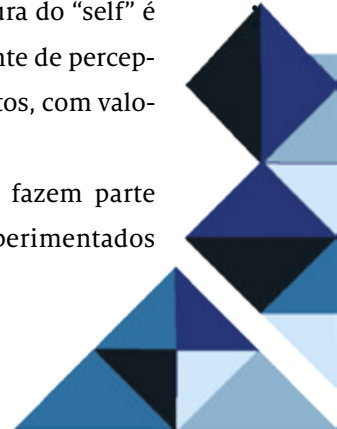 ura do “self” é
nte de percep-
tos, com valo-
fazem parte
perimentados